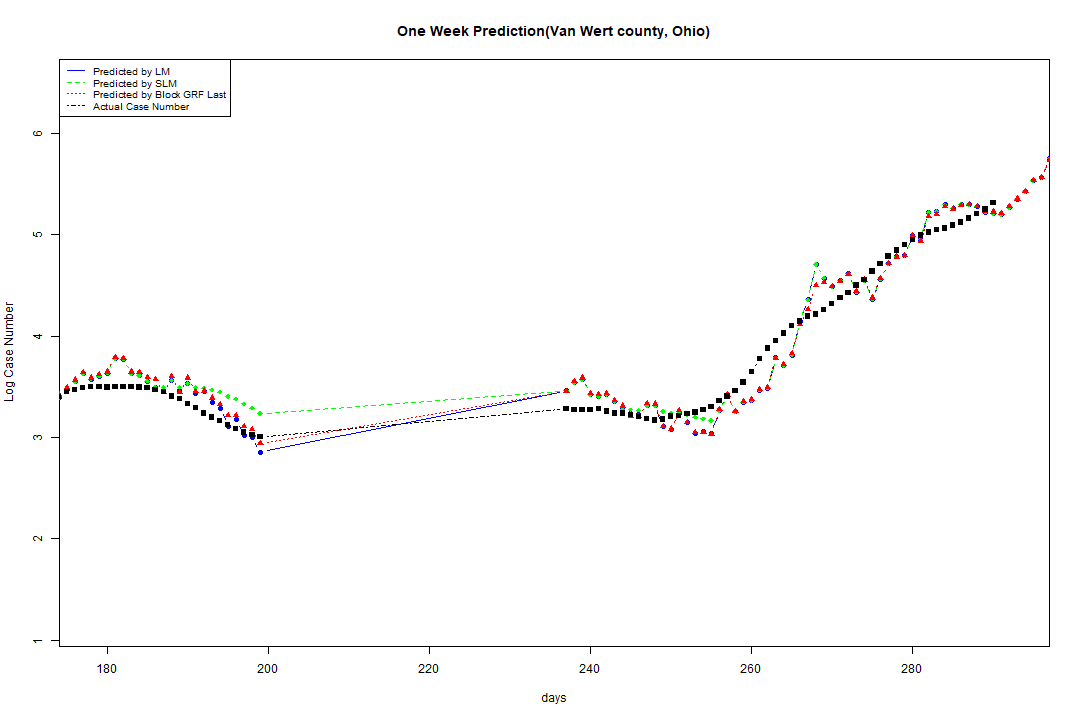 One Week Prediction(Van Wert county, Ohio)
Predicted by LM
Predicted by SLM
Predicted by Block GRF Last
Actual Case Number
6
5
4
3
2
1
Log Case Number
180 200 220 240 260 280
days